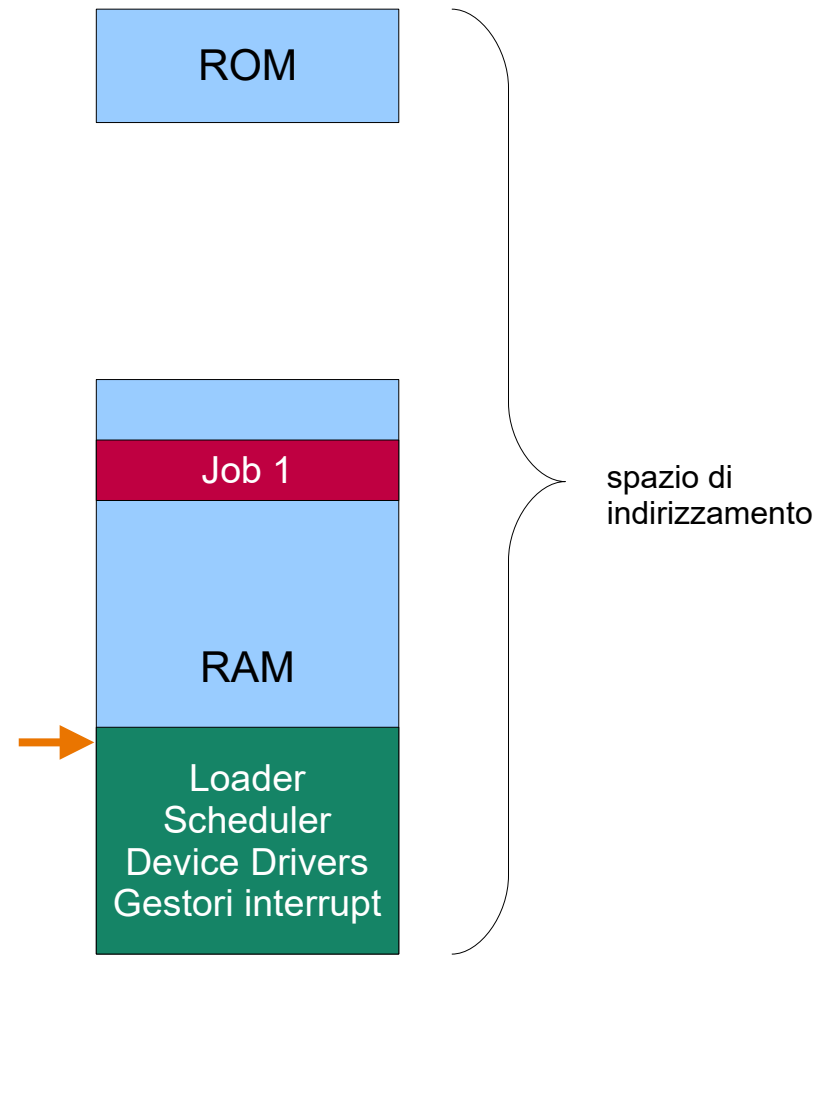 ROM
Job 1
spazio di
indirizzamento
RAM
Loader
Scheduler
Device Drivers
Gestori interrupt